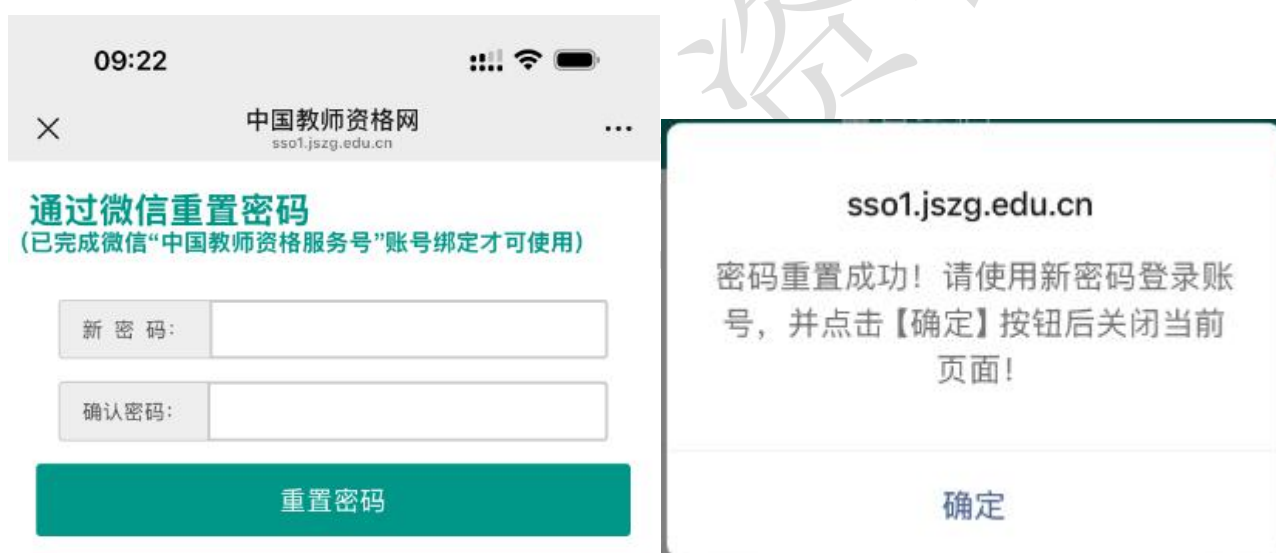 09:22
中国教师资格网
sso1.jszg.edu.cn
通过微信重置密码
(已完成微信“中国教师资格服务号”账号绑定才可使用)
新 密 码:
确认密码:
重置密码
资
sso1.jszg.edu.cn
密码重置成功！请使用新密码登录账
号，并点击【确定】按钮后关闭当前
页面！
确定